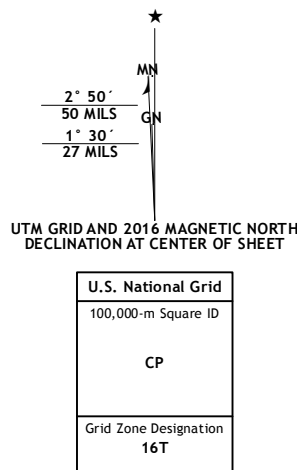 MN
2° 50´
50 MILS
GN
1° 30´
27 MILS
UTM GRID AND 2016 MAGNETIC NORTH
DECLINATION AT CENTER OF SHEET
U.S. National Grid
100,000-m Square ID
CP
Grid Zone Designation
16T